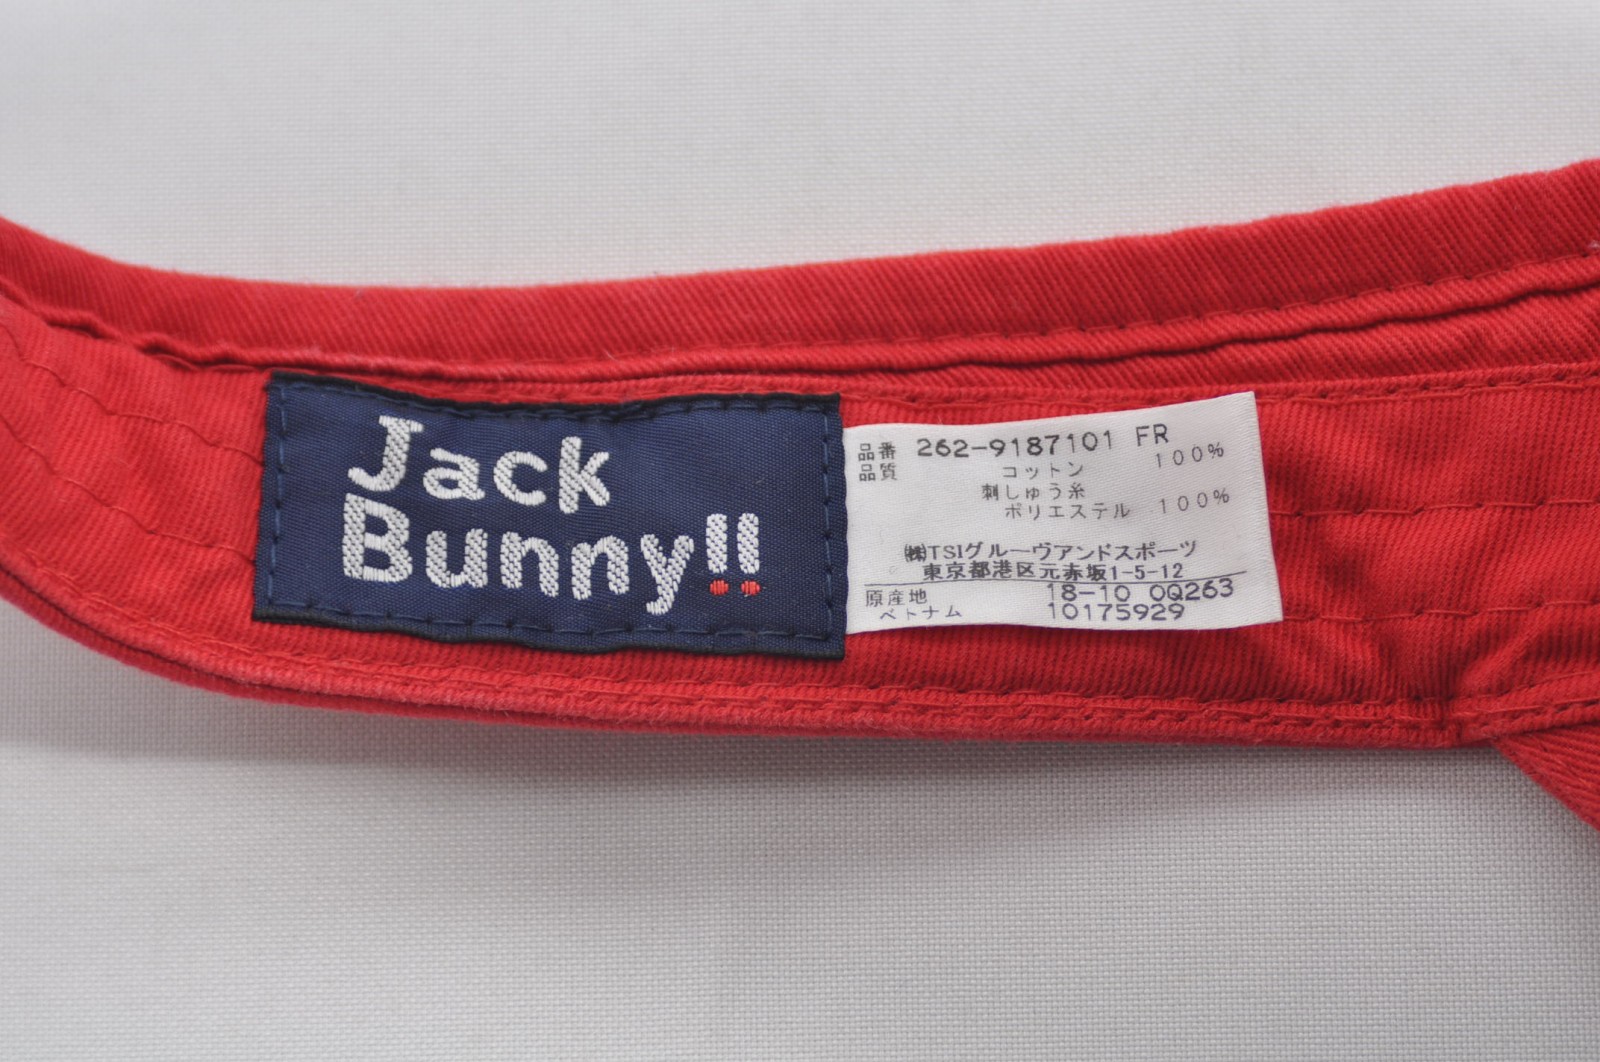 Jack
Bunny!!
品番 262-9187101 FR
品質 コットン 100%
刺しゅう糸
ポリエステル 100%
㈱TSIグルーヴアンドスポーツ
東京都港区元赤坂1-5-12
原産地 18-10 0Q263
ベトナム 10175929